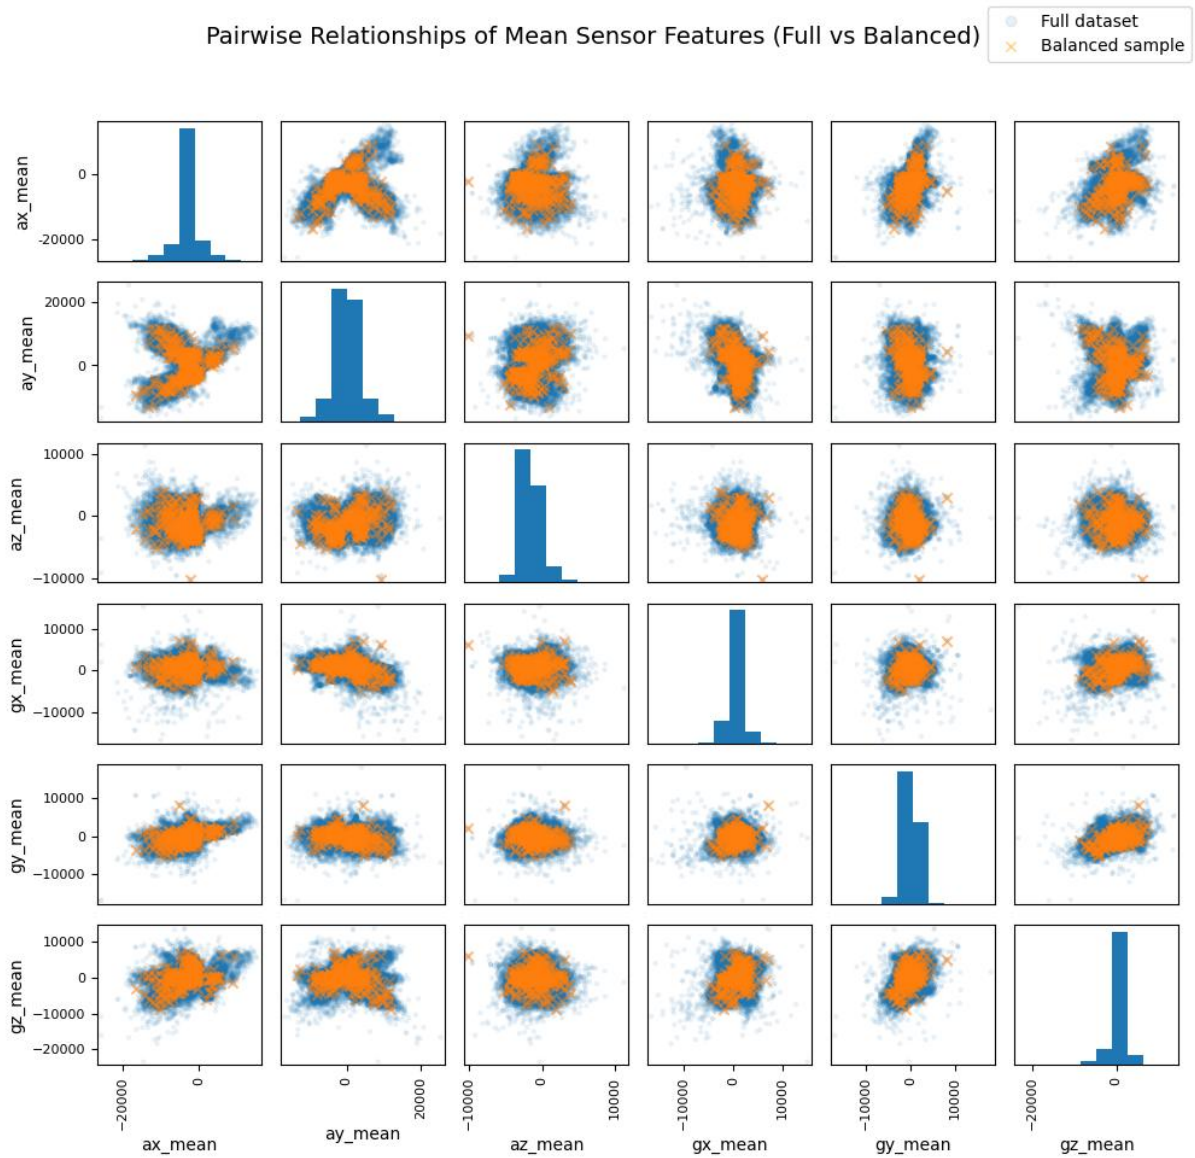 Pairwise Relationships of Mean Sensor Features (Full vs Balanced)
Full dataset
Balanced sample
ax_mean
0
-20000
ay_mean
20000
0
az_mean
10000
0
−10000
gx_mean
10000
0
−10000
gy_mean
10000
0
−10000
gz_mean
10000
0
−10000
−20000
−20000
0
ax_mean
0
20000
ay_mean
−10000
0
10000
az_mean
−10000
0
10000
gx_mean
−10000
0
10000
gy_mean
−20000
0
gz_mean